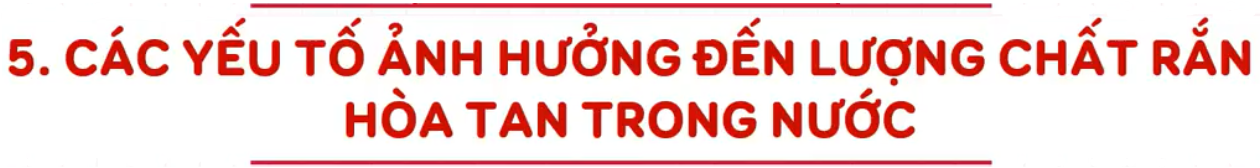 5. CÁC YẾU TỐ ẢNH HƯỞNG ĐẾN LƯỢNG CHẤT RẮN
HÒA TAN TRONG NƯỚC